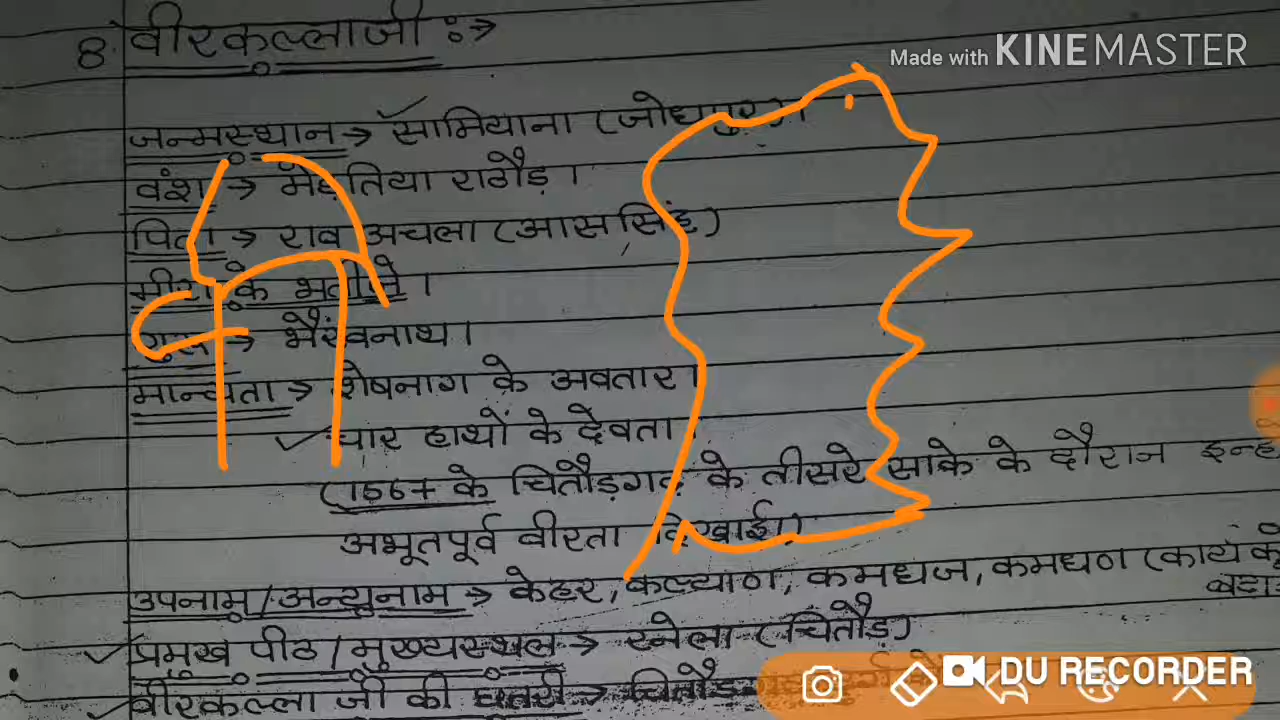 8. वीरकल्लाजी :→
जन्मस्थान → सॉमियाना (जोधपुर)।
वंश → मेड़तिया राठौड़।
पिता → राव अचला (आससिंह)
मीरा के भतीजे।
गुरु → भैरवनाथ।
मान्यता → शेषनाग के अवतार।
✓ चार हाथों के देवता।
(1567 के चितौड़गढ़ के तीसरे साके के दौरान इन्हो
अभूतपूर्व वीरता दिखाई।)
उपनाम/अन्यनाम → केहर, कल्याण, कमधज, कमधण (कार्य के
✓ प्रमुख पीठ/मुख्यस्थल → रनेला (चितौड़)
✓ वीरकल्ला जी की छतरी → चितौड़
Made with KINEMASTER
DU RECORDER